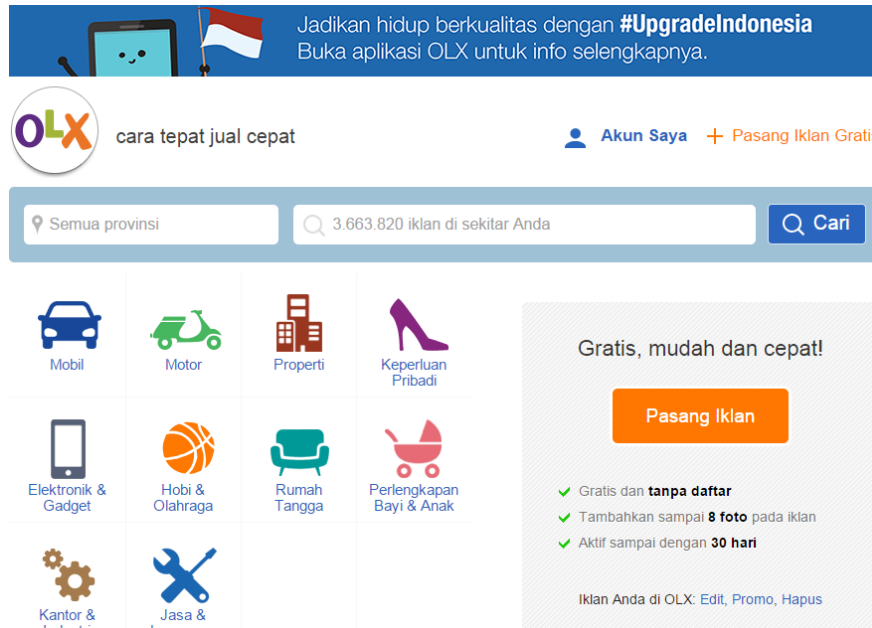 Jadikan hidup berkualitas dengan #UpgradeIndonesia
Buka aplikasi OLX untuk info selengkapnya.
OLX
cara tepat jual cepat
Akun Saya
+ Pasang Iklan Grati
Semua provinsi
3.663.820 iklan di sekitar Anda
Cari
Mobil
Motor
Properti
Keperluan
Pribadi
Elektronik &
Gadget
Hobi &
Olahraga
Rumah
Tangga
Perlengkapan
Bayi & Anak
Kantor &
Jasa &
Gratis, mudah dan cepat!
Pasang Iklan
Gratis dan tanpa daftar
Tambahkan sampai 8 foto pada iklan
Aktif sampai dengan 30 hari
Iklan Anda di OLX: Edit, Promo, Hapus